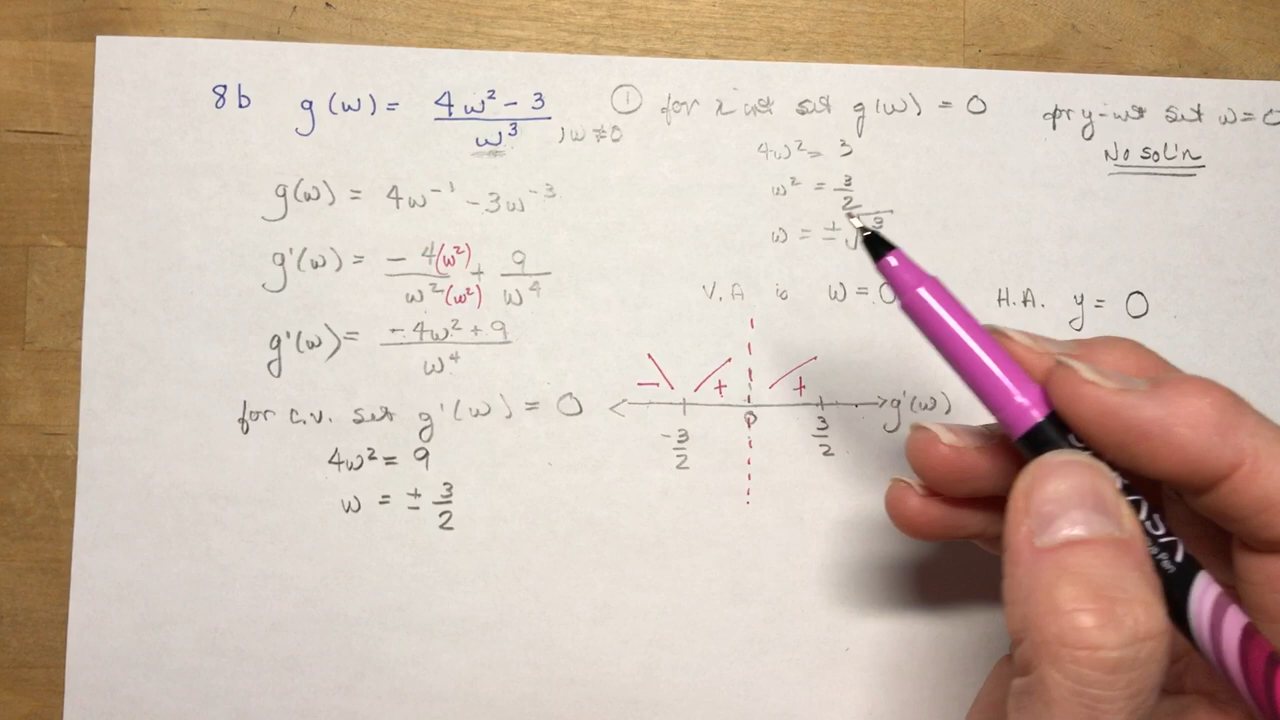 8b g(w) = 4w² - 3 / w³ , w ≠ 0
g(w) = 4w⁻¹ - 3w⁻³
g'(w) = - 4(w²) / w²(w²) + 9 / w⁴
g'(w) = -4w² + 9 / w⁴
for c.v. set g'(w) = 0
4w² = 9
w = ± 3/2
① for x int set g(w) = 0
4w² = 3
w² = 3/2
w = ± √3
for y-int set w = 0
No sol'n
V.A is w = 0
H.A. y = 0
- + +
-3/2 0 3/2 g'(w)